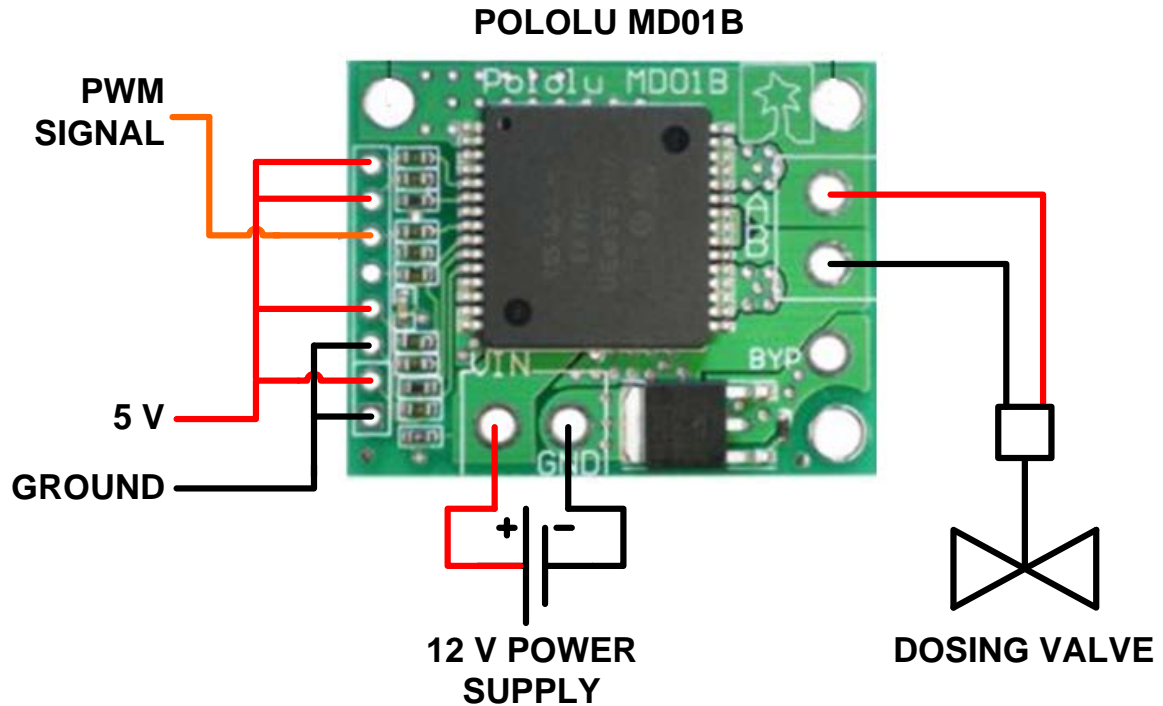 POLOLU MD01B
PWM
SIGNAL
Pololu MD01B
A
B
5 V
VIN
BYP
GROUND
GND
+ −
12 V POWER
SUPPLY
DOSING VALVE